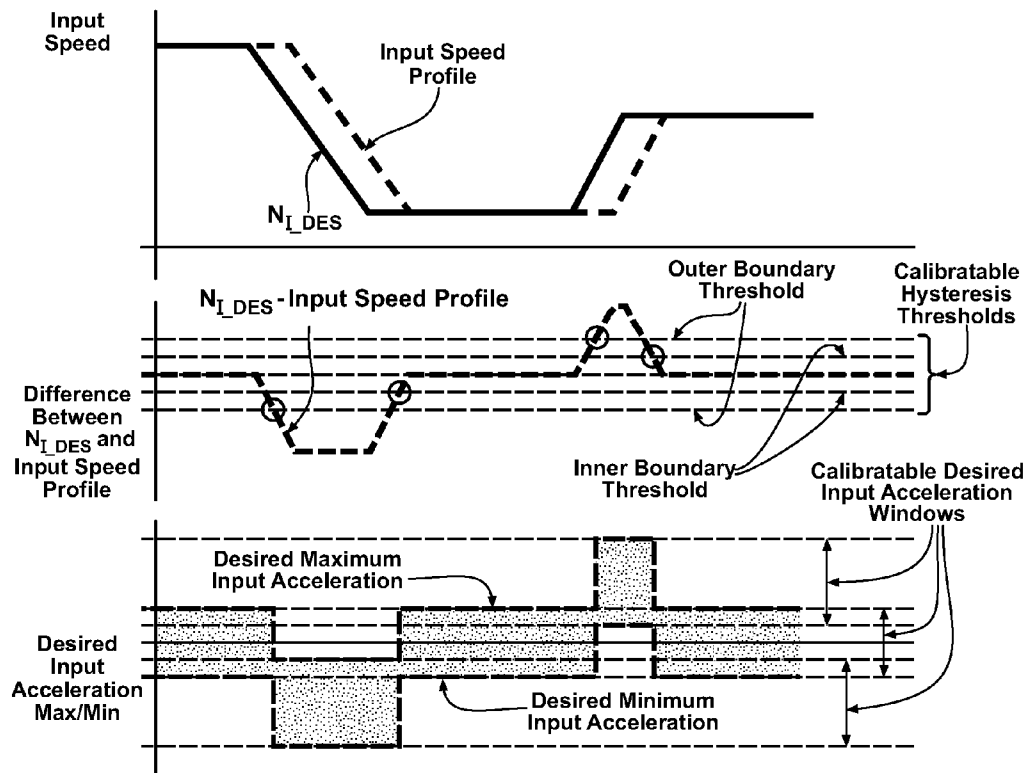 Input
Speed
Input Speed
Profile
NI_DES
NI_DES-Input Speed Profile
Outer Boundary
Threshold
Calibratable
Hysteresis
Thresholds
Difference
Between
NI_DES and
Input Speed
Profile
Inner Boundary
Threshold
Calibratable Desired
Input Acceleration
Windows
Desired Maximum
Input Acceleration
Desired
Input
Acceleration
Max/Min
Desired Minimum
Input Acceleration